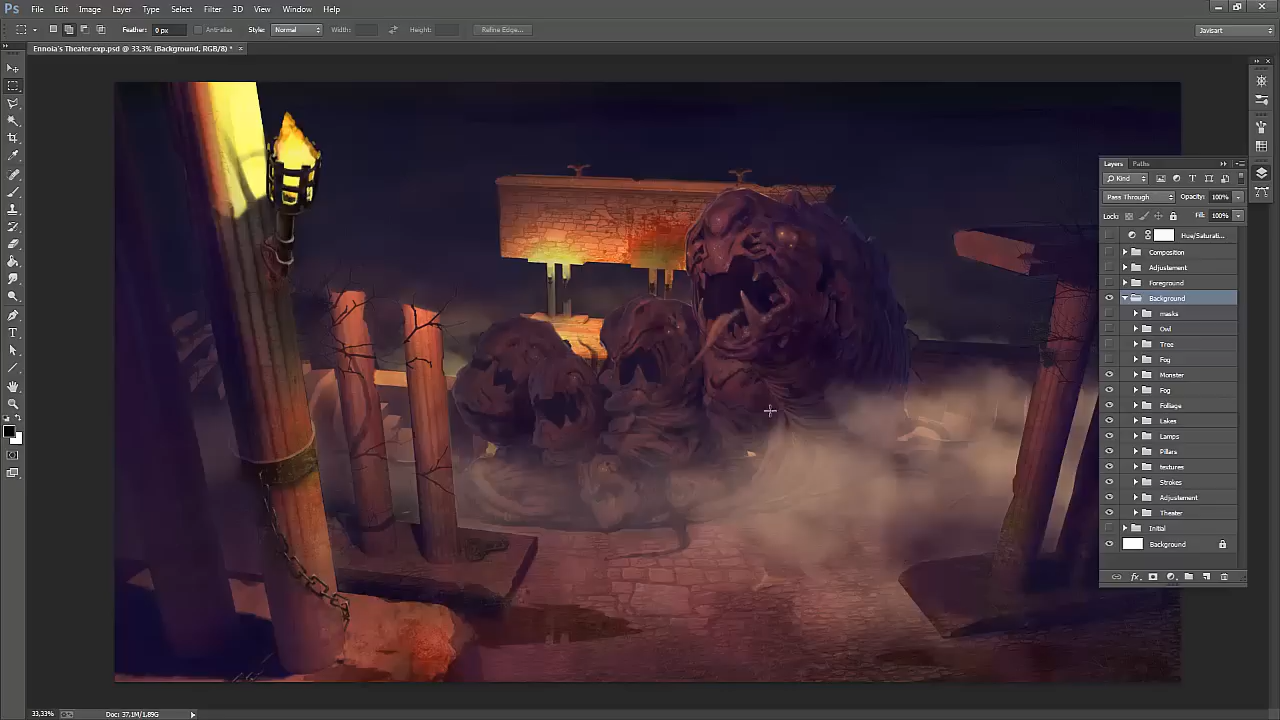 Ps File Edit Image Layer Type Select Filter 3D View Window Help
Feather: 0 px Anti-alias Style: Normal Width: Height: Refine Edge... Javisart
Ennoia's Theater exp.psd @ 33,3% (Background, RGB/8) * ×
Layers Paths
Kind
Pass Through Opacity: 100%
Lock: Fill: 100%
Hue/Saturati...
Composition
Adjustement
Foreground
Background
masks
Owl
Tree
Fog
Monster
Fog
Foliage
Lakes
Lamps
Pillars
textures
Strokes
Adjustement
Theater
Initial
Background
33,33% Doc: 37,1M/1,89G